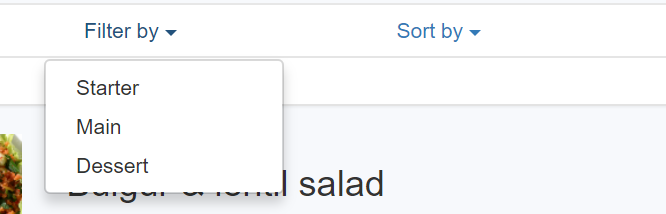 Filter by
Sort by
Starter
Main
Dessert
Bulgur & lentil salad